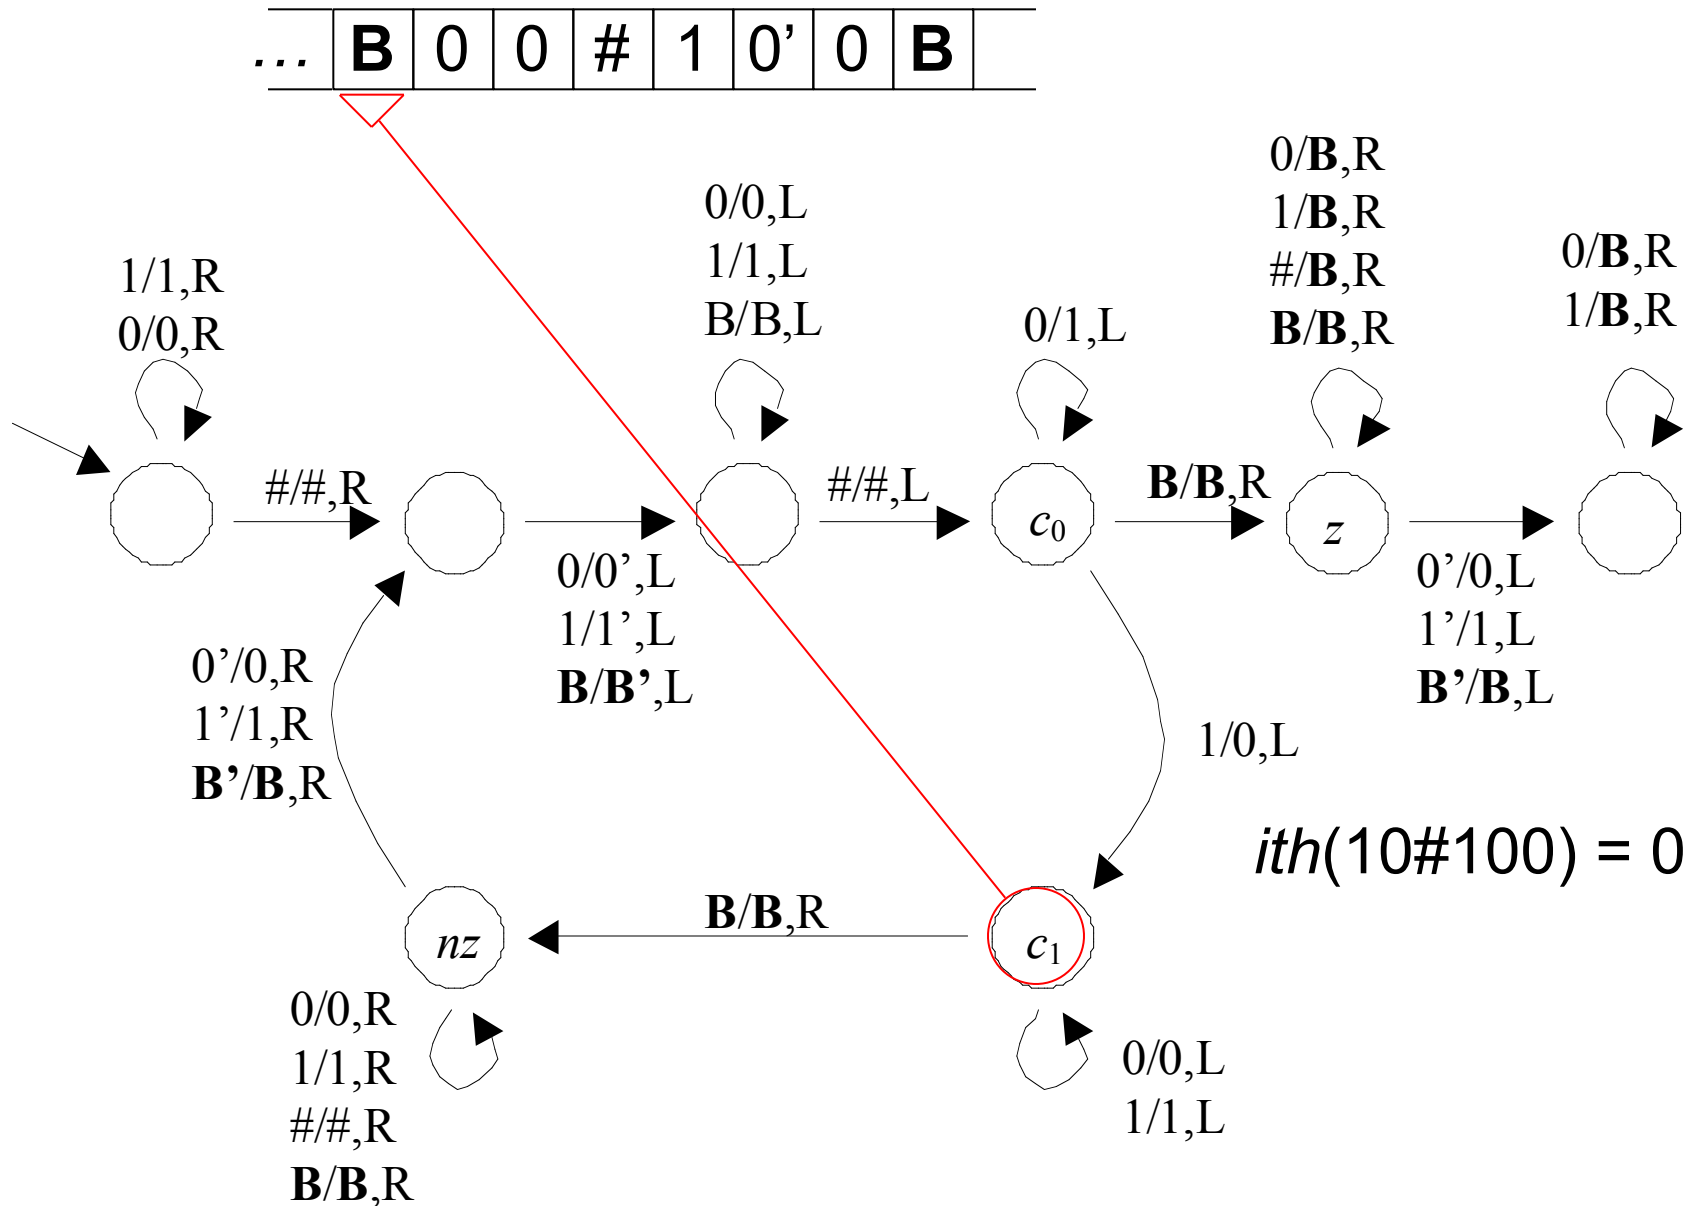 ... B 0 0 # 1 0’ 0 B
0/B,R
1/B,R
#/B,R
B/B,R
0/0,L
1/1,L
B/B,L
0/B,R
1/B,R
1/1,R
0/0,R
0/1,L
#/#,R
#/#,L
B/B,R
c0
z
0/0’,L
1/1’,L
B/B’,L
0’/0,L
1’/1,L
B’/B,L
0’/0,R
1’/1,R
B’/B,R
1/0,L
ith(10#100) = 0
B/B,R
nz
c1
0/0,R
1/1,R
#/#,R
B/B,R
0/0,L
1/1,L